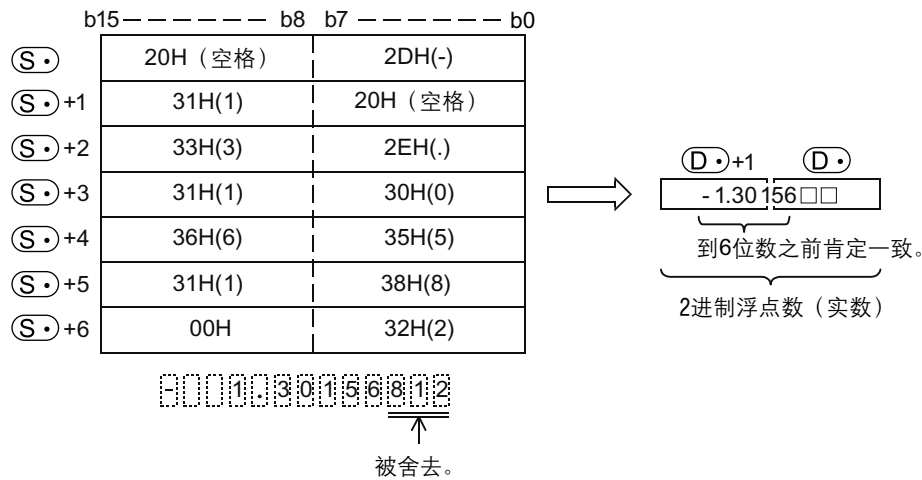 b15 b8 b7 b0
S・ 20H（空格） 2DH(-)
S・+1 31H(1) 20H（空格）
S・+2 33H(3) 2EH(.)
S・+3 31H(1) 30H(0)
S・+4 36H(6) 35H(5)
S・+5 31H(1) 38H(8)
S・+6 00H 32H(2)
D・+1 D・
-1.30156□□
到6位数之前肯定一致。
2进制浮点数（实数）
- 1.30156812
被舍去。